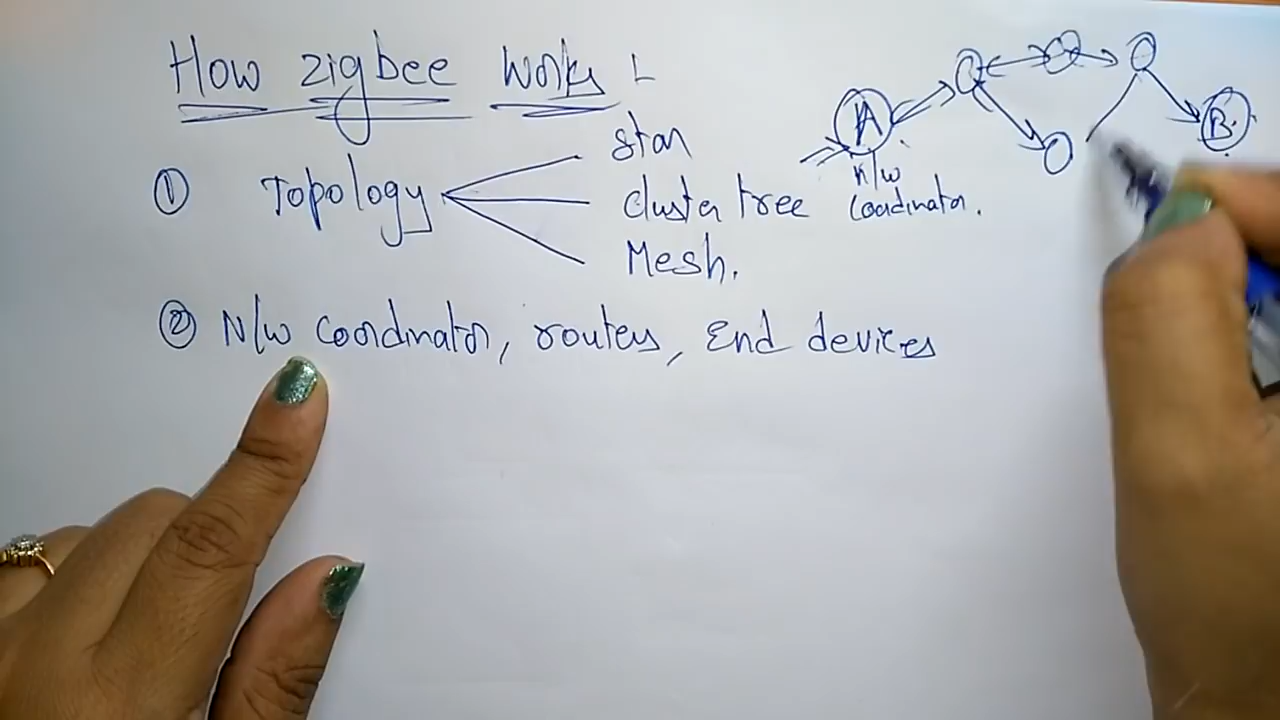 How zigbee works
① Topology
star
cluster tree
Mesh.
A
N/w
Coordinator.
B
② N/w Coordinator, routers, End devices